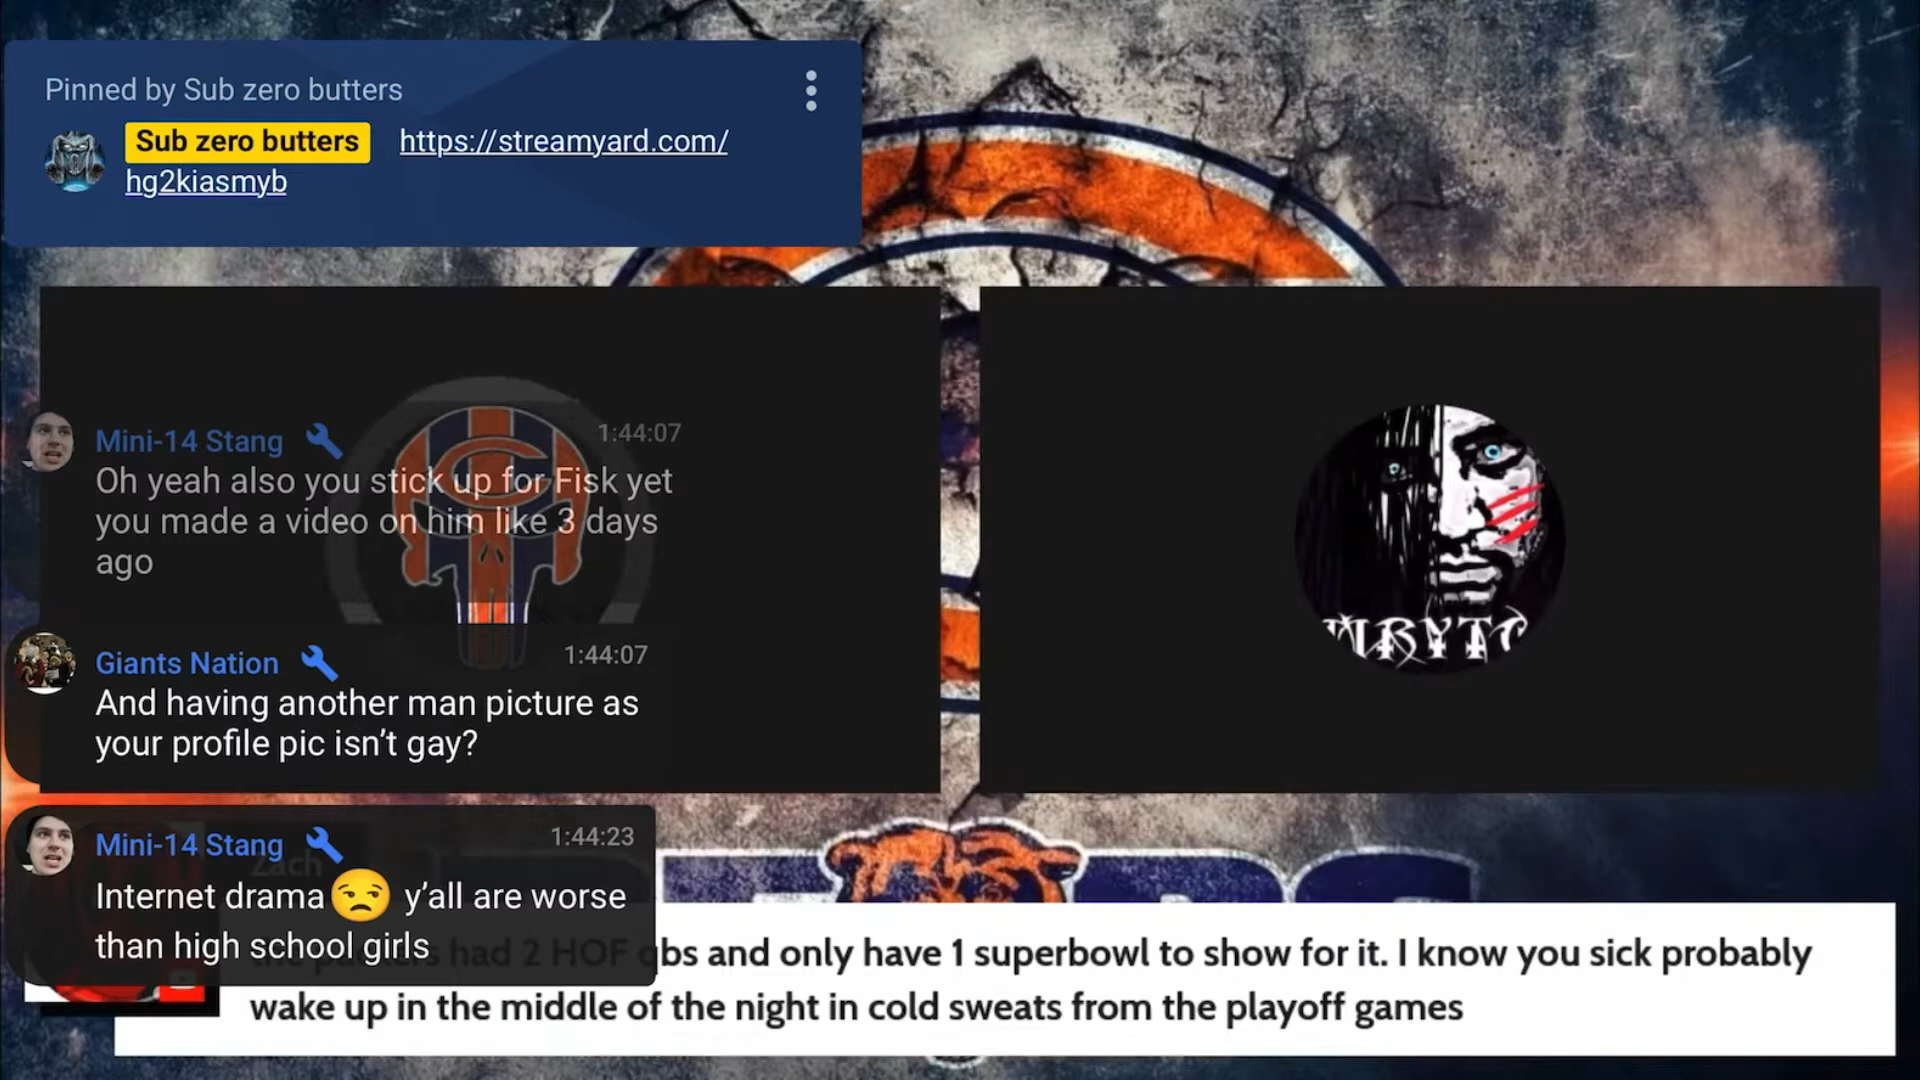 Pinned by Sub zero butters
Sub zero butters https://streamyard.com/
hg2kiasmyb
Mini-14 Stang 1:44:07
Oh yeah also you stick up for Fisk yet
you made a video on him like 3 days
ago
Giants Nation 1:44:07
And having another man picture as
your profile pic isn’t gay?
Mini-14 Stang 1:44:23
Internet drama😒 y’all are worse
than high school girls
Zach
had 2 HOF qbs and only have 1 superbowl to show for it. I know you sick probably
wake up in the middle of the night in cold sweats from the playoff games